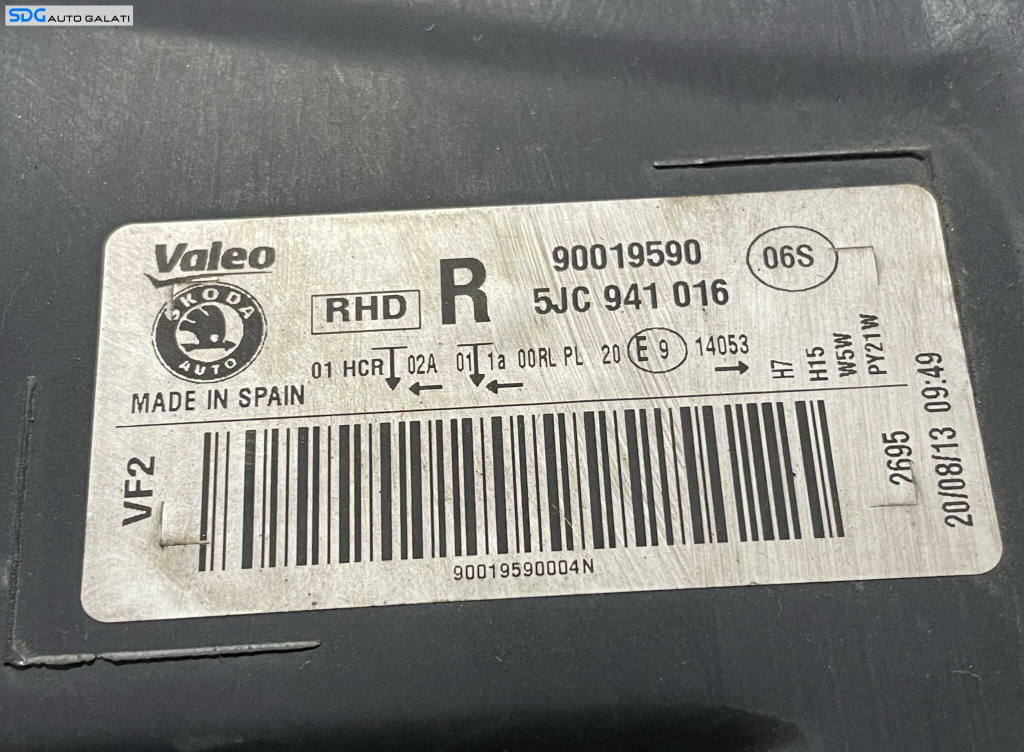 SDG AUTO GALATI
Valeo
ŠKODA
AUTO
MADE IN SPAIN
RHD
R
90019590
5JC 941 016
06S
01 HCR 02A 01 1a 00RL PL 20 E 9 14053
H7
H15
W5W
PY21W
VF2
2695
20/08/13 09:49
90019590004N